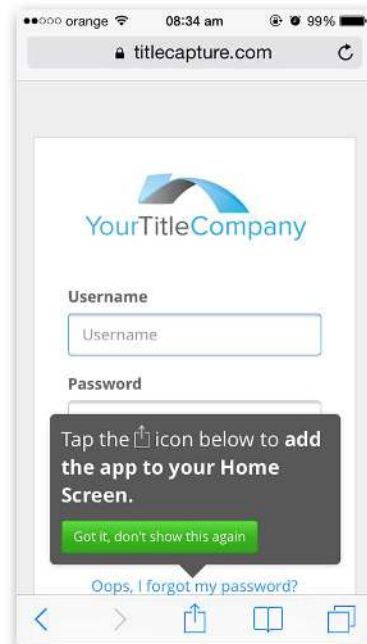 orange 08:34 am 99%
titlecapture.com
YourTitleCompany
Username
Username
Password
Tap the icon below to add
the app to your Home
Screen.
Got it, don't show this again
Oops, I forgot my password?